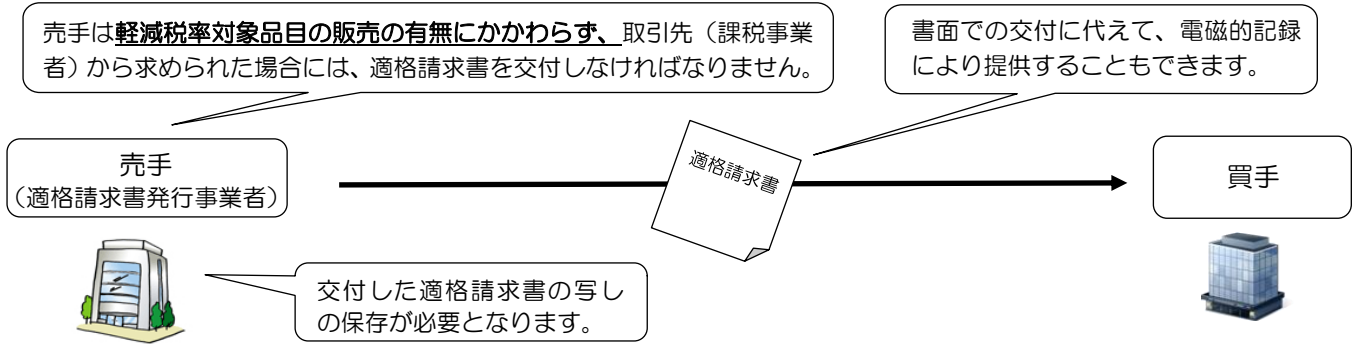 売手は軽減税率対象品目の販売の有無にかかわらず、取引先（課税事業
者）から求められた場合には、適格請求書を交付しなければなりません。
書面での交付に代えて、電磁的記録
により提供することもできます。
売手
（適格請求書発行事業者）
適格請求書
買手
交付した適格請求書の写し
の保存が必要となります。